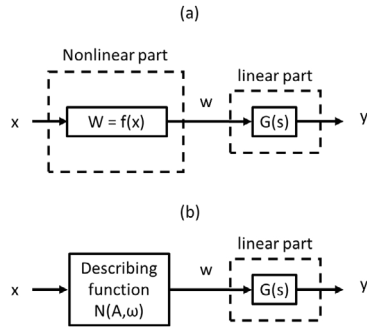 (a)
Nonlinear part
linear part
x
W = f(x)
w
G(s)
y
(b)
linear part
x
Describing
function
N(A,ω)
w
G(s)
y